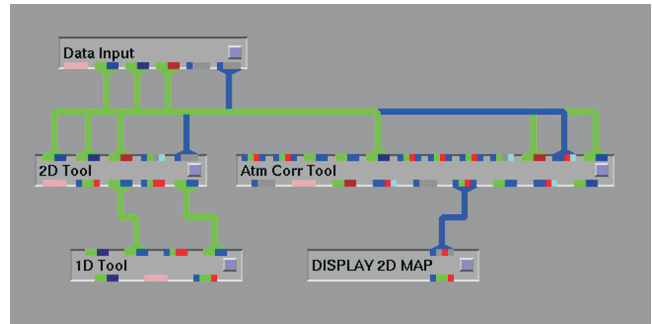 Data Input
2D Tool
Atm Corr Tool
1D Tool
DISPLAY 2D MAP